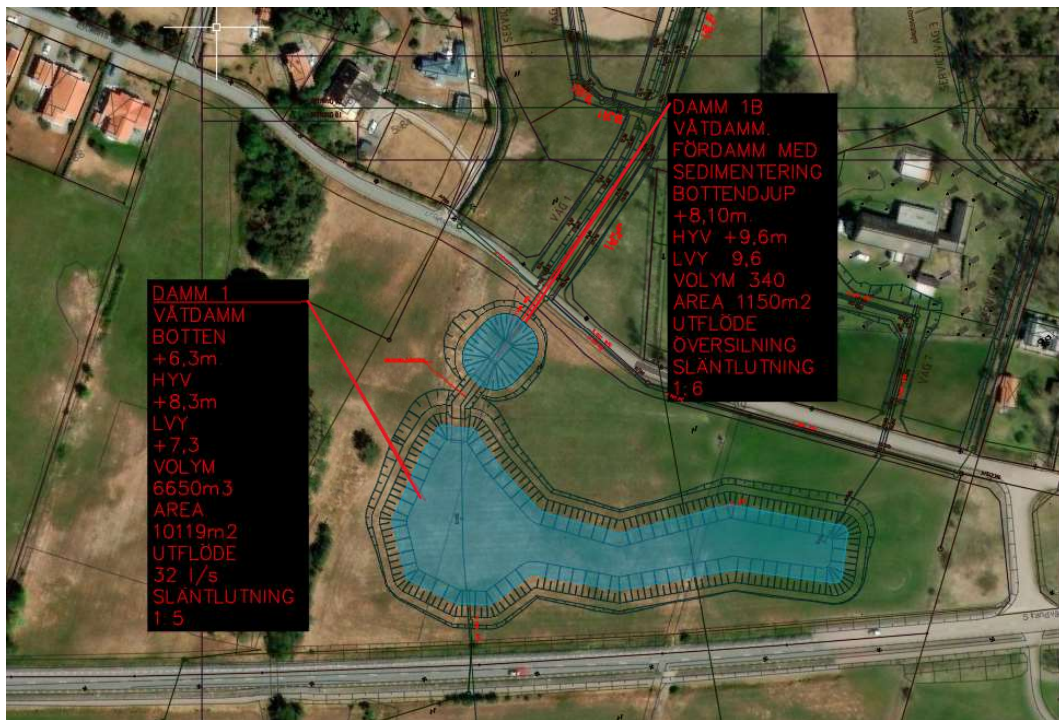 DAMM 1
VÅTDAMM
BOTTEN
+6,3m
HYV
+8,3m
LVY
+7,3
VOLYM
6650m3
AREA
10119m2
UTFLÖDE
32 l/s
SLÄNTLUTNING
1:5
DAMM 1B
VÅTDAMM.
FÖRDAMM MED
SEDIMENTERING
BOTTENDJUP
+8,10m.
HYV +9,6m
LVY 9,6
VOLYM 340
AREA 1150m2
UTFLÖDE
ÖVERSILNING
SLÄNTLUTNING
1:6
VÄG 7